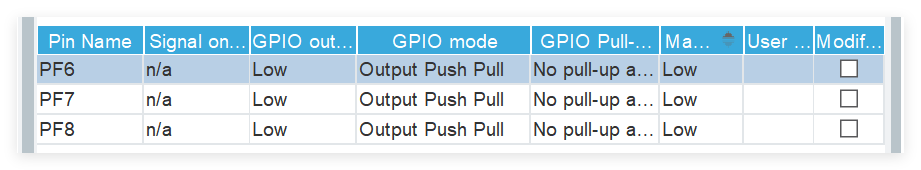 Pin Name Signal on... GPIO out... GPIO mode GPIO Pull-... Ma... User ... Modif...
PF6 n/a Low Output Push Pull No pull-up a... Low
PF7 n/a Low Output Push Pull No pull-up a... Low
PF8 n/a Low Output Push Pull No pull-up a... Low